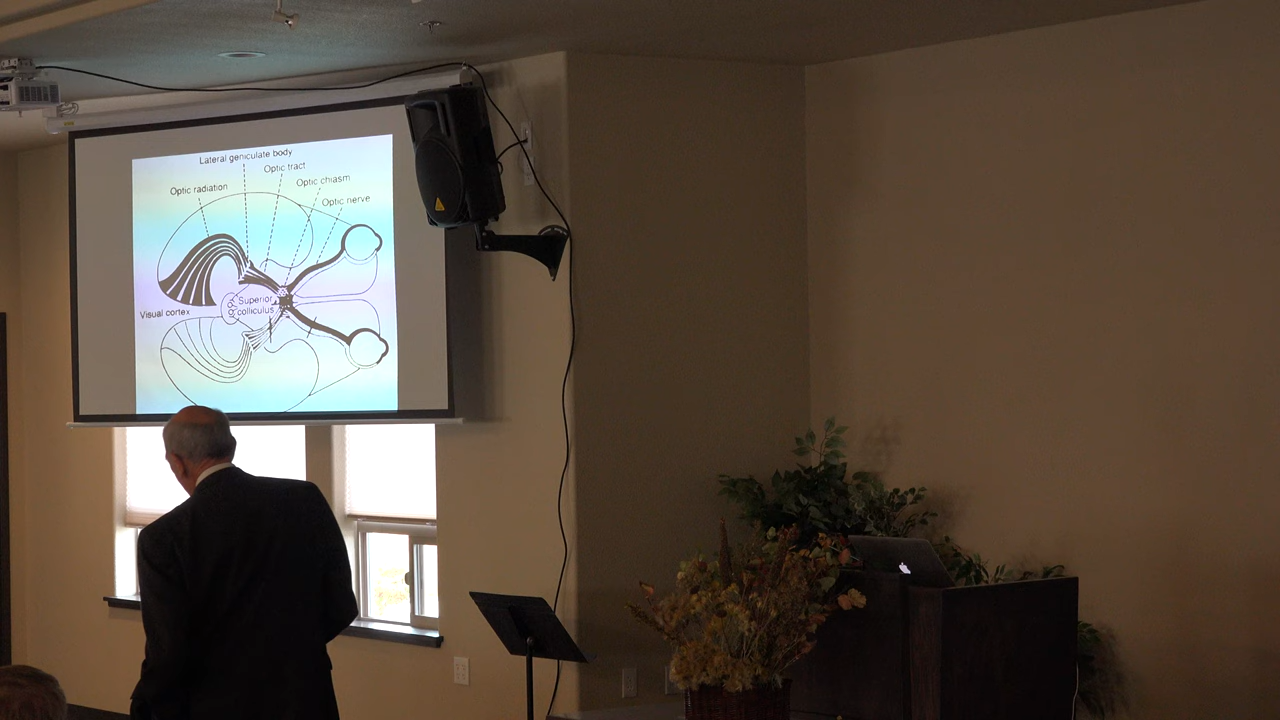 Lateral geniculate body
Optic tract
Optic chiasm
Optic radiation
Optic nerve
Superior
colliculus
Visual cortex